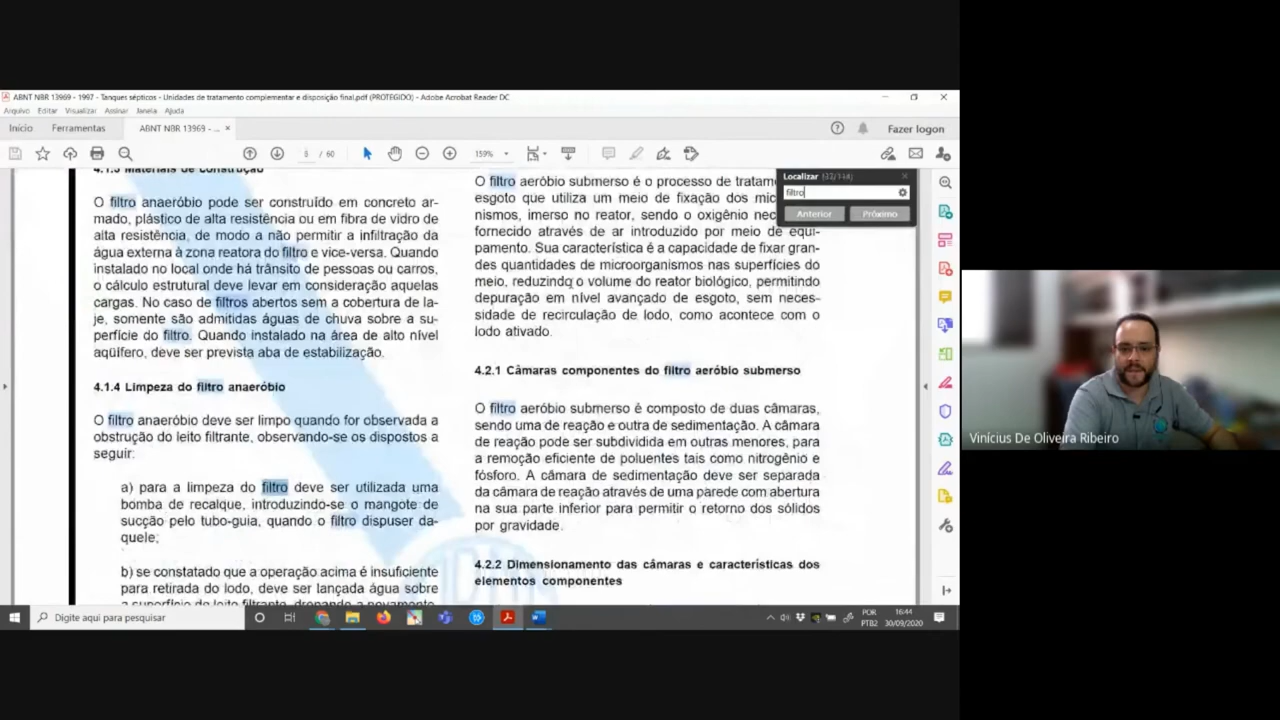 ABNT NBR 13969 - 1997 - Tanques sépticos - Unidades de tratamento complementar e disposição final.pdf (PROTEGIDO) - Adobe Acrobat Reader DC
Arquivo Editar Visualizar Assinar Janela Ajuda
Início Ferramentas ABNT NBR 13969 - ... × Fazer logon
/ 60 159%
4.1.3 Materiais de construção
O filtro anaeróbio pode ser construído em concreto ar-
mado, plástico de alta resistência ou em fibra de vidro de
alta resistência, de modo a não permitir a infiltração da
água externa à zona reatora do filtro e vice-versa. Quando
instalado no local onde há trânsito de pessoas ou carros,
o cálculo estrutural deve levar em consideração aquelas
cargas. No caso de filtros abertos sem a cobertura de la-
je, somente são admitidas águas de chuva sobre a su-
perfície do filtro. Quando instalado na área de alto nível
aqüífero, deve ser prevista aba de estabilização.
4.1.4 Limpeza do filtro anaeróbio
O filtro anaeróbio deve ser limpo quando for observada a
obstrução do leito filtrante, observando-se os dispostos a
seguir:
a) para a limpeza do filtro deve ser utilizada uma
bomba de recalque, introduzindo-se o mangote de
sucção pelo tubo-guia, quando o filtro dispuser da-
quele;
b) se constatado que a operação acima é insuficiente
para retirada do lodo, deve ser lançada água sobre
a superfície do leito filtrante, drenando-a novamente
O filtro aeróbio submerso é o processo de tratam
esgoto que utiliza um meio de fixação dos mic
nismos, imerso no reator, sendo o oxigênio nec
fornecido através de ar introduzido por meio de equi-
pamento. Sua característica é a capacidade de fixar gran-
des quantidades de microorganismos nas superfícies do
meio, reduzindo o volume do reator biológico, permitindo
depuração em nível avançado de esgoto, sem neces-
sidade de recirculação de lodo, como acontece com o
lodo ativado.
4.2.1 Câmaras componentes do filtro aeróbio submerso
O filtro aeróbio submerso é composto de duas câmaras,
sendo uma de reação e outra de sedimentação. A câmara
de reação pode ser subdividida em outras menores, para
a remoção eficiente de poluentes tais como nitrogênio e
fósforo. A câmara de sedimentação deve ser separada
da câmara de reação através de uma parede com abertura
na sua parte inferior para permitir o retorno dos sólidos
por gravidade.
4.2.2 Dimensionamento das câmaras e características dos
elementos componentes
Localizar
filtro
Anterior Próximo
Vinícius De Oliveira Ribeiro
Digite aqui para pesquisar
POR
PTB2
16:44
30/09/2020